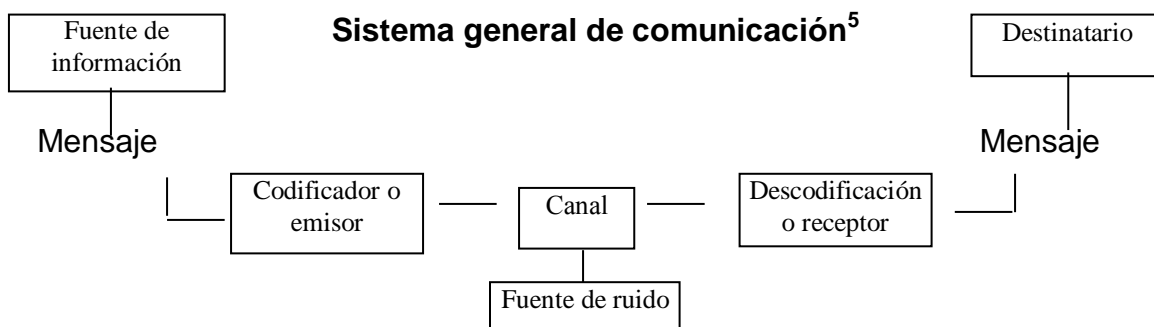 Sistema general de comunicación⁵
Fuente de
información
Destinatario
Mensaje
Mensaje
Codificador o
emisor
Canal
Descodificación
o receptor
Fuente de ruido